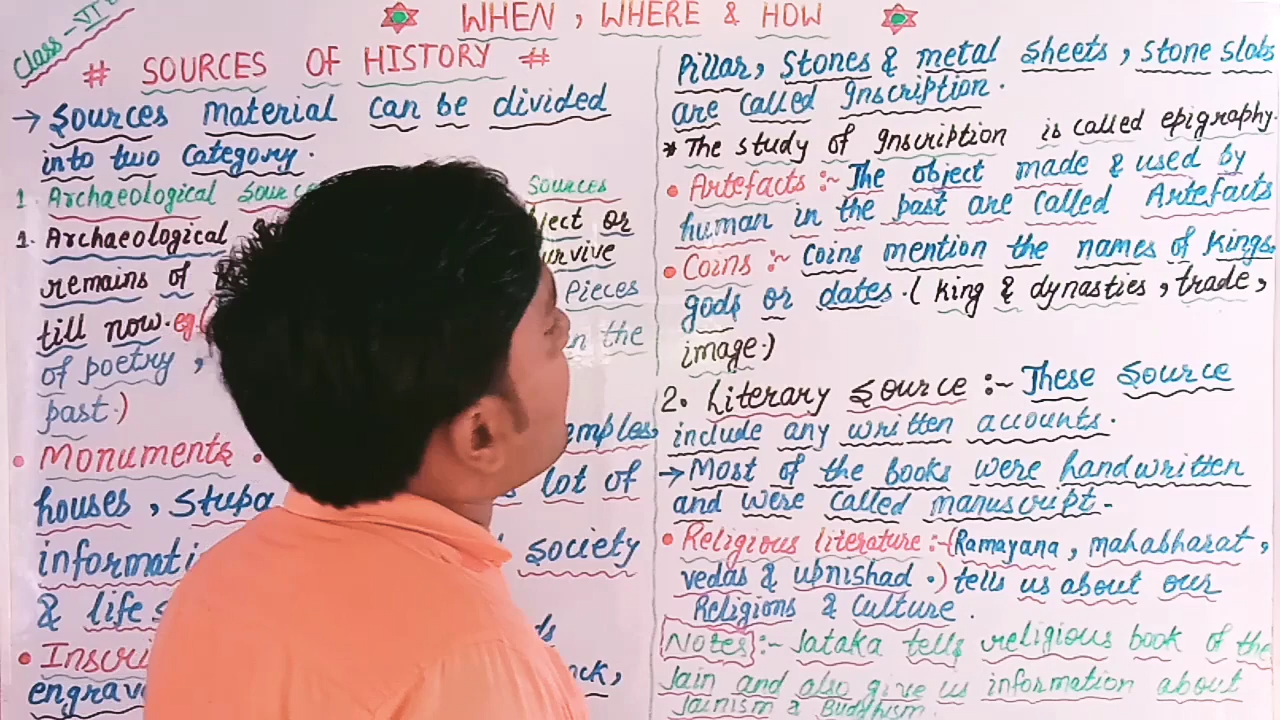 Class - VI
WHEN, WHERE & HOW
# SOURCES OF HISTORY #
→ Sources material can be divided
into two category.
1. Archaeological Sources
1. Archaeological ject or
remains of urvive
till now. eg( Pieces
of poetry, n the
past.)
• Monuments emples,
houses, stupa lot of
informati society
& life s
• Inscri ds
engrav ck,
Pillar, Stones & metal sheets, stone slabs
are called Inscription.
* The study of Inscription is called epigraphy.
• Artefacts :~ The object made & used by
human in the past are called Artefacts
• Coins :~ Coins mention the names of kings,
gods or dates. ( king & dynasties, trade,
image.)
2. Literary Source :~ These Source
include any written accounts.
→ Most of the books were handwritten
and were called manuscript-
• Religious literature :-(Ramayana, mahabharat,
vedas & upnishad.) tells us about our
Religions & Culture.
Notes :- Jataka tells religious book of the
Jain and also give us information about
Jainism & Buddhism.